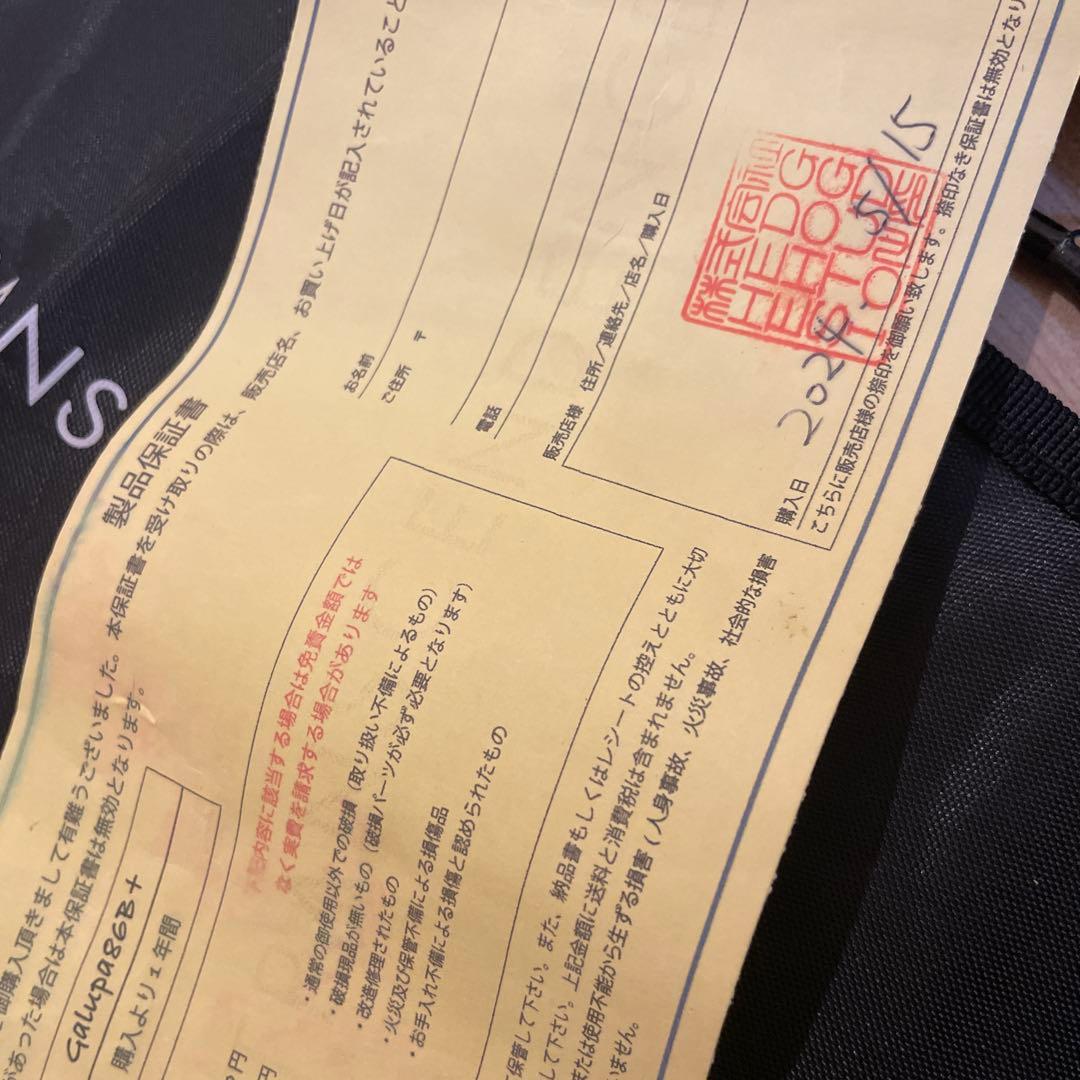 ANS
製品保証書
御購入頂きまして有難うございました。本保証書を受け取りの際は、販売店名、お買い上げ日が記入されていること
があった場合は本保証書は無効となります。
Galupa86B+
購入より1年間
円
円
内容に該当する場合は免責金額では
なく実費を請求する場合があります
・通常の御使用以外での破損（取り扱い不備によるもの）
・破損現品が無いもの（破損パーツが必ず必要となります）
・改造修理されたもの
・火災及び保管不備による損傷品
・お手入れ不備による損傷と認められたもの
お名前
ご住所 〒
電話
販売店様 住所／連絡先／店名／購入日
株式会社
HEDG
EHOG
STUD
IO
購入日 2024 5/15
こちらに販売店様の捺印を御願い致します。捺印なき保証書は無効となり
保管して下さい。また、納品書もしくはレシートの控えとともに大切
して下さい。上記金額に送料と消費税は含まれません。
または使用不能から生ずる損害（人身事故、火災事故、社会的な損害
いません。